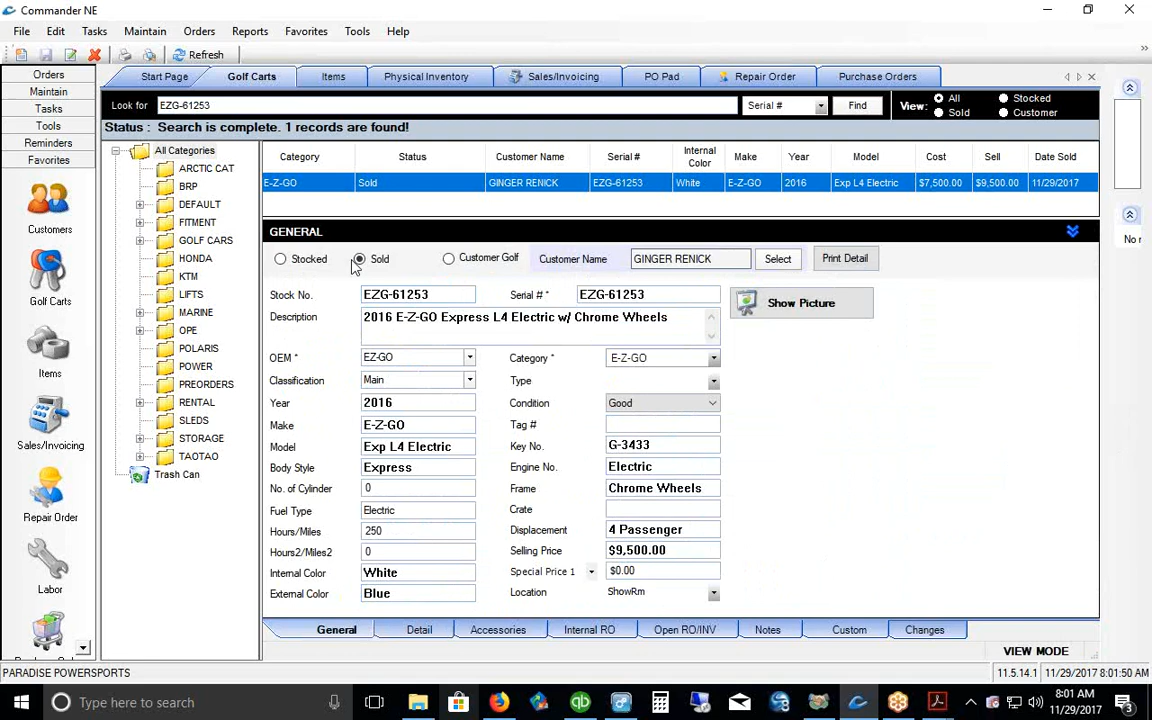 Commander NE
File Edit Tasks Maintain Orders Reports Favorites Tools Help
Refresh
Orders
Maintain
Tasks
Tools
Reminders
Favorites
Customers
Golf Carts
Items
Sales/Invoicing
Repair Order
Labor
Start Page Golf Carts Items Physical Inventory Sales/Invoicing PO Pad Repair Order Purchase Orders
Look for EZG-61253 Serial # Find View: All Stocked Sold Customer
Status : Search is complete. 1 records are found!
All Categories
ARCTIC CAT
BRP
DEFAULT
FITMENT
GOLF CARS
HONDA
KTM
LIFTS
MARINE
OPE
POLARIS
POWER
PREORDERS
RENTAL
SLEDS
STORAGE
TAOTAO
Trash Can
Category Status Customer Name Serial # Internal Color Make Year Model Cost Sell Date Sold
E-Z-GO Sold GINGER RENICK EZG-61253 White E-Z-GO 2016 Exp L4 Electric $7,500.00 $9,500.00 11/29/2017
GENERAL
Stocked Sold Customer Golf Customer Name GINGER RENICK Select Print Detail
Stock No. EZG-61253 Serial # * EZG-61253 Show Picture
Description 2016 E-Z-GO Express L4 Electric w/ Chrome Wheels
OEM * EZ-GO Category * E-Z-GO
Classification Main Type
Year 2016 Condition Good
Make E-Z-GO Tag #
Model Exp L4 Electric Key No. G-3433
Body Style Express Engine No. Electric
No. of Cylinder 0 Frame Chrome Wheels
Fuel Type Electric Crate
Hours/Miles 250 Displacement 4 Passenger
Hours2/Miles2 0 Selling Price $9,500.00
Internal Color White Special Price 1 $0.00
External Color Blue Location ShowRm
General Detail Accessories Internal RO Open RO/INV Notes Custom Changes
No r
VIEW MODE
PARADISE POWERSPORTS 11.5.14.1 11/29/2017 8:01:50 AM
Type here to search
8:01 AM
11/29/2017
3